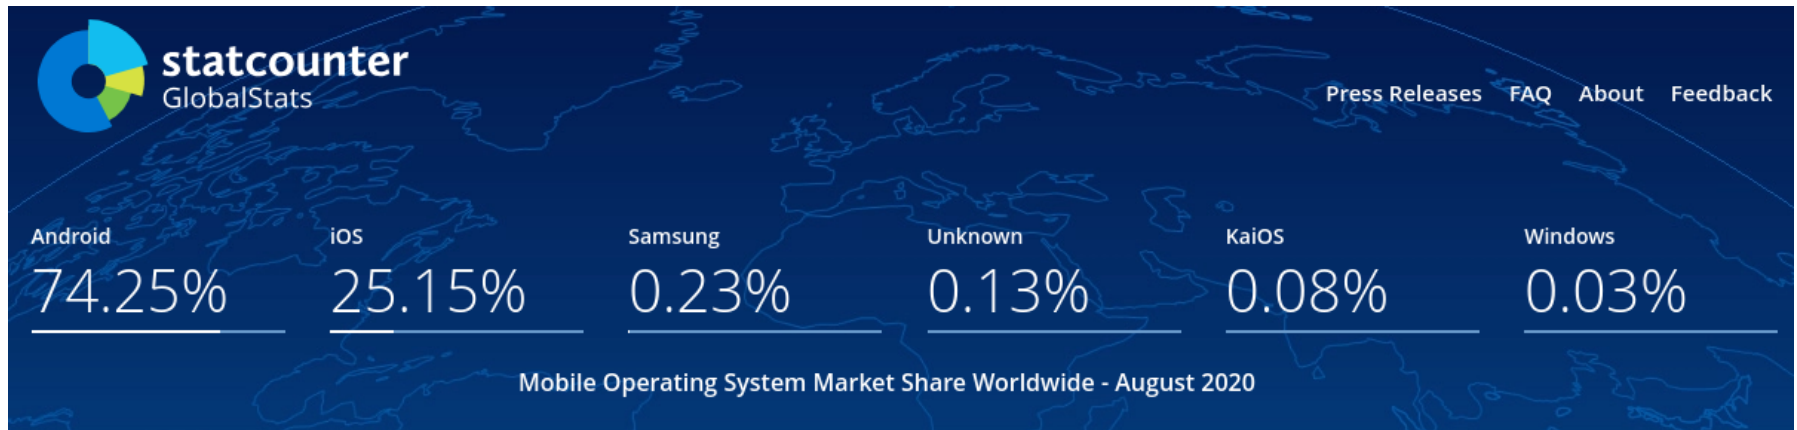 statcounter
GlobalStats
Press Releases FAQ About Feedback
Android iOS Samsung Unknown KaiOS Windows
74.25% 25.15% 0.23% 0.13% 0.08% 0.03%
Mobile Operating System Market Share Worldwide - August 2020